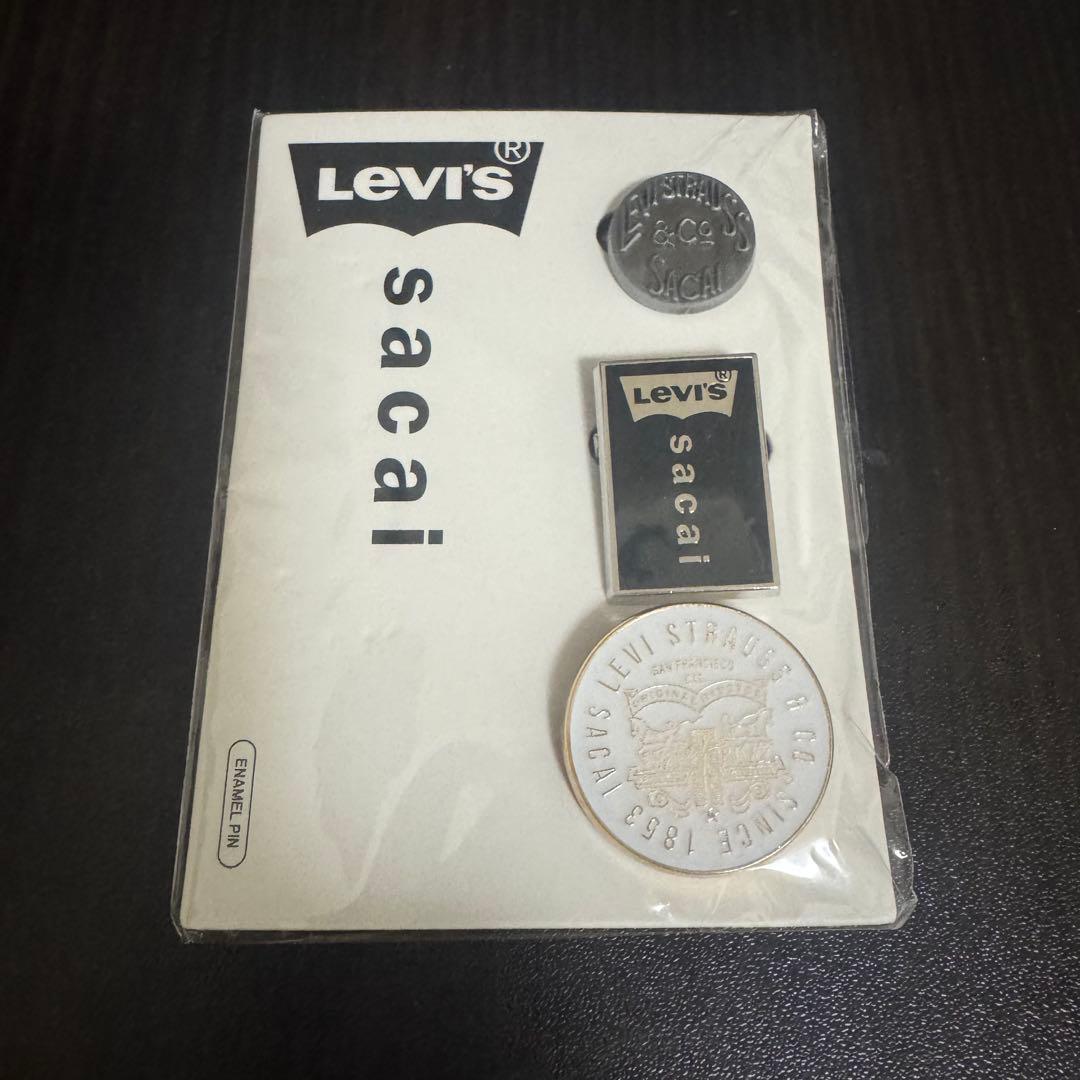 LEVI'S®
sacai
ENAMEL PIN
LEVI STRAUSS
& Co
SACAI
LEVI'S®
sacai
LEVI STRAUSS & CO
SINCE 1853 SACAI
SAN FRANCISCO